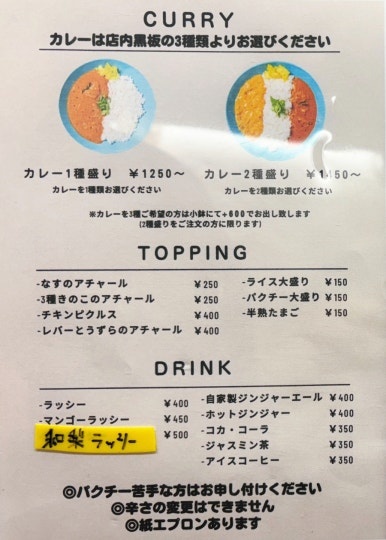 CURRY
カレーは店内黒板の3種類よりお選びください
カレー1種盛り ¥1250～
カレーを1種類お選びください
カレー2種盛り ¥1450～
カレーを2種類お選びください
※カレーを3種ご希望の方は小鉢にて+600でお出し致します
(2種盛りをご注文の方に限ります)
TOPPING
-なすのアチャール ¥250
-3種きのこのアチャール ¥250
-チキンピクルス ¥400
-レバーとうずらのアチャール ¥400
-ライス大盛り ¥150
-パクチー大盛り ¥150
-半熟たまご ¥150
DRINK
-ラッシー ¥400
-マンゴーラッシー ¥450
和梨ラッシー ¥500
-自家製ジンジャーエール ¥400
-ホットジンジャー ¥400
-コカ・コーラ ¥350
-ジャスミン茶 ¥350
-アイスコーヒー ¥350
◎パクチー苦手な方はお申し付けください
◎辛さの変更はできません
◎紙エプロンあります